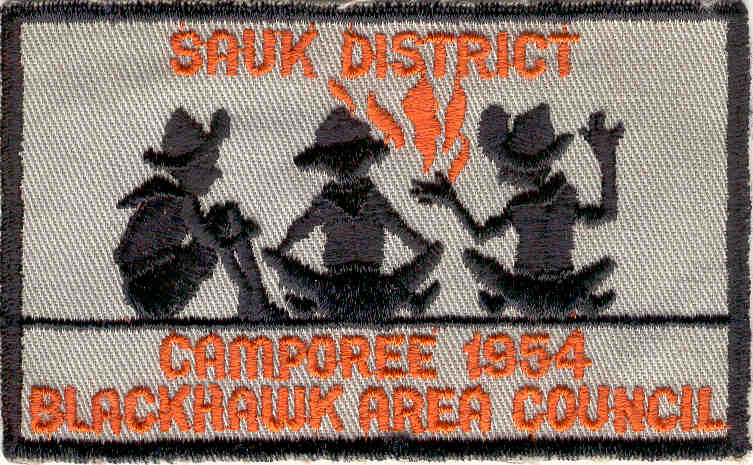 SAUK DISTRICT
CAMPOREE 1954
BLACKHAWK AREA COUNCIL